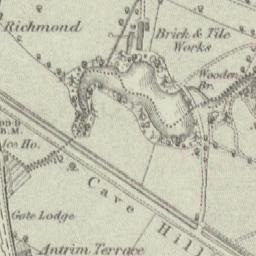 Richmond
Brick & Tile
Works
Wooden
Br.
B.M.
Ice Ho.
Cave Hill
Gate Lodge
Antrim Terrace